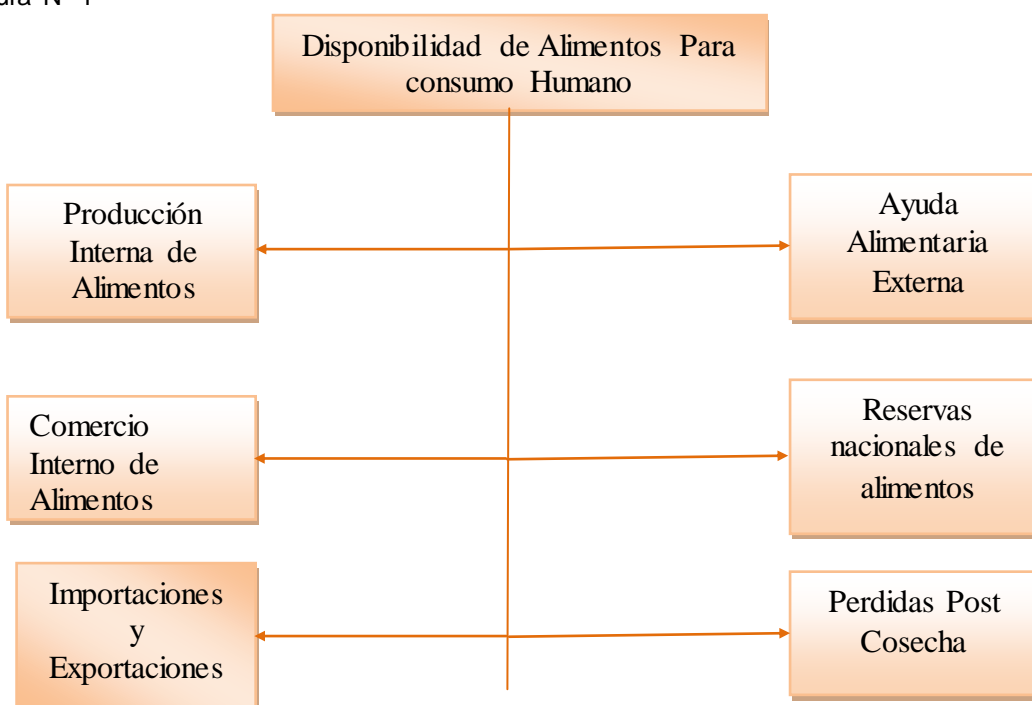 Disponibilidad de Alimentos Para
consumo Humano
Producción
Interna de
Alimentos
Ayuda
Alimentaria
Externa
Comercio
Interno de
Alimentos
Reservas
nacionales de
alimentos
Importaciones
y
Exportaciones
Perdidas Post
Cosecha